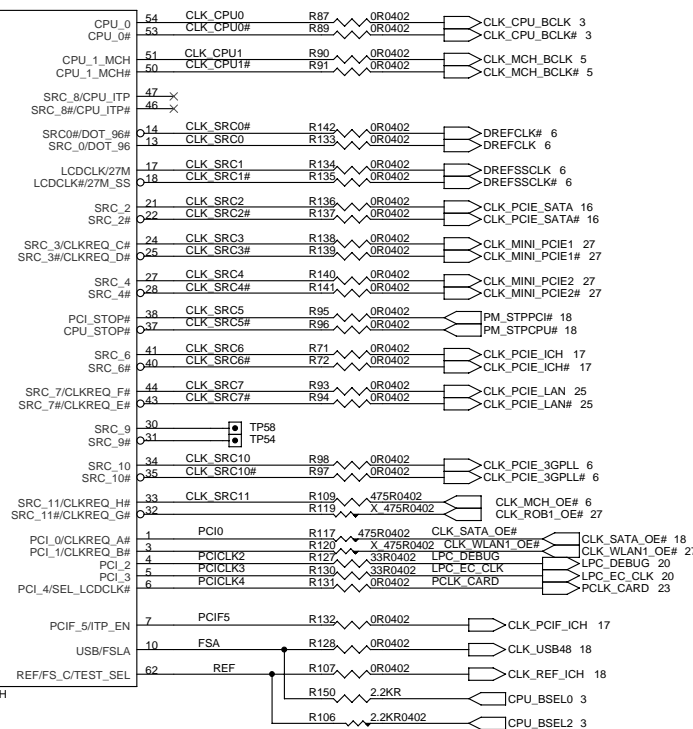 CPU_0 54 CLK_CPU0 R87 0R0402 CLK_CPU_BCLK 3
CPU_0# 53 CLK_CPU0# R89 0R0402 CLK_CPU_BCLK# 3
CPU_1_MCH 51 CLK_CPU1 R90 0R0402 CLK_MCH_BCLK 5
CPU_1_MCH# 50 CLK_CPU1# R91 0R0402 CLK_MCH_BCLK# 5
SRC_8/CPU_ITP 47
SRC_8#/CPU_ITP# 46
SRC0#/DOT_96# 14 CLK_SRC0# R142 0R0402 DREFCLK# 6
SRC_0/DOT_96 13 CLK_SRC0 R133 0R0402 DREFCLK 6
LCDCLK/27M 17 CLK_SRC1 R134 0R0402 DREFSSCLK 6
LCDCLK#/27M_SS 18 CLK_SRC1# R135 0R0402 DREFSSCLK# 6
SRC_2 21 CLK_SRC2 R136 0R0402 CLK_PCIE_SATA 16
SRC_2# 22 CLK_SRC2# R137 0R0402 CLK_PCIE_SATA# 16
SRC_3/CLKREQ_C# 24 CLK_SRC3 R138 0R0402 CLK_MINI_PCIE1 27
SRC_3#/CLKREQ_D# 25 CLK_SRC3# R139 0R0402 CLK_MINI_PCIE1# 27
SRC_4 27 CLK_SRC4 R140 0R0402 CLK_MINI_PCIE2 27
SRC_4# 28 CLK_SRC4# R141 0R0402 CLK_MINI_PCIE2# 27
PCI_STOP# 38 CLK_SRC5 R95 0R0402 PM_STPPCI# 18
CPU_STOP# 37 CLK_SRC5# R96 0R0402 PM_STPCPU# 18
SRC_6 41 CLK_SRC6 R71 0R0402 CLK_PCIE_ICH 17
SRC_6# 40 CLK_SRC6# R72 0R0402 CLK_PCIE_ICH# 17
SRC_7/CLKREQ_F# 44 CLK_SRC7 R93 0R0402 CLK_PCIE_LAN 25
SRC_7#/CLKREQ_E# 43 CLK_SRC7# R94 0R0402 CLK_PCIE_LAN# 25
SRC_9 30 TP58
SRC_9# 31 TP54
SRC_10 34 CLK_SRC10 R98 0R0402 CLK_PCIE_3GPLL 6
SRC_10# 35 CLK_SRC10# R97 0R0402 CLK_PCIE_3GPLL# 6
SRC_11/CLKREQ_H# 33 CLK_SRC11 R109 475R0402 CLK_MCH_OE# 6
SRC_11#/CLKREQ_G# 32 R119 X_475R0402 CLK_ROB1_OE# 27
PCI_0/CLKREQ_A# 1 PCI0 R117 475R0402 CLK_SATA_OE# CLK_SATA_OE# 18
PCI_1/CLKREQ_B# 3 R120 X_475R0402 CLK_WLAN1_OE# CLK_WLAN1_OE# 27
PCI_2 4 PCICLK2 R127 33R0402 LPC_DEBUG LPC_DEBUG 20
PCI_3 5 PCICLK3 R130 33R0402 LPC_EC_CLK LPC_EC_CLK 20
PCI_4/SEL_LCDCLK# 6 PCICLK4 R131 0R0402 PCLK_CARD 23
PCIF_5/ITP_EN 7 PCIF5 R132 0R0402 CLK_PCIF_ICH 17
USB/FSLA 10 FSA R128 0R0402 CLK_USB48 18
REF/FS_C/TEST_SEL 62 REF R107 0R0402 CLK_REF_ICH 18
H
R150 2.2KR CPU_BSEL0 3
R106 2.2KR0402 CPU_BSEL2 3